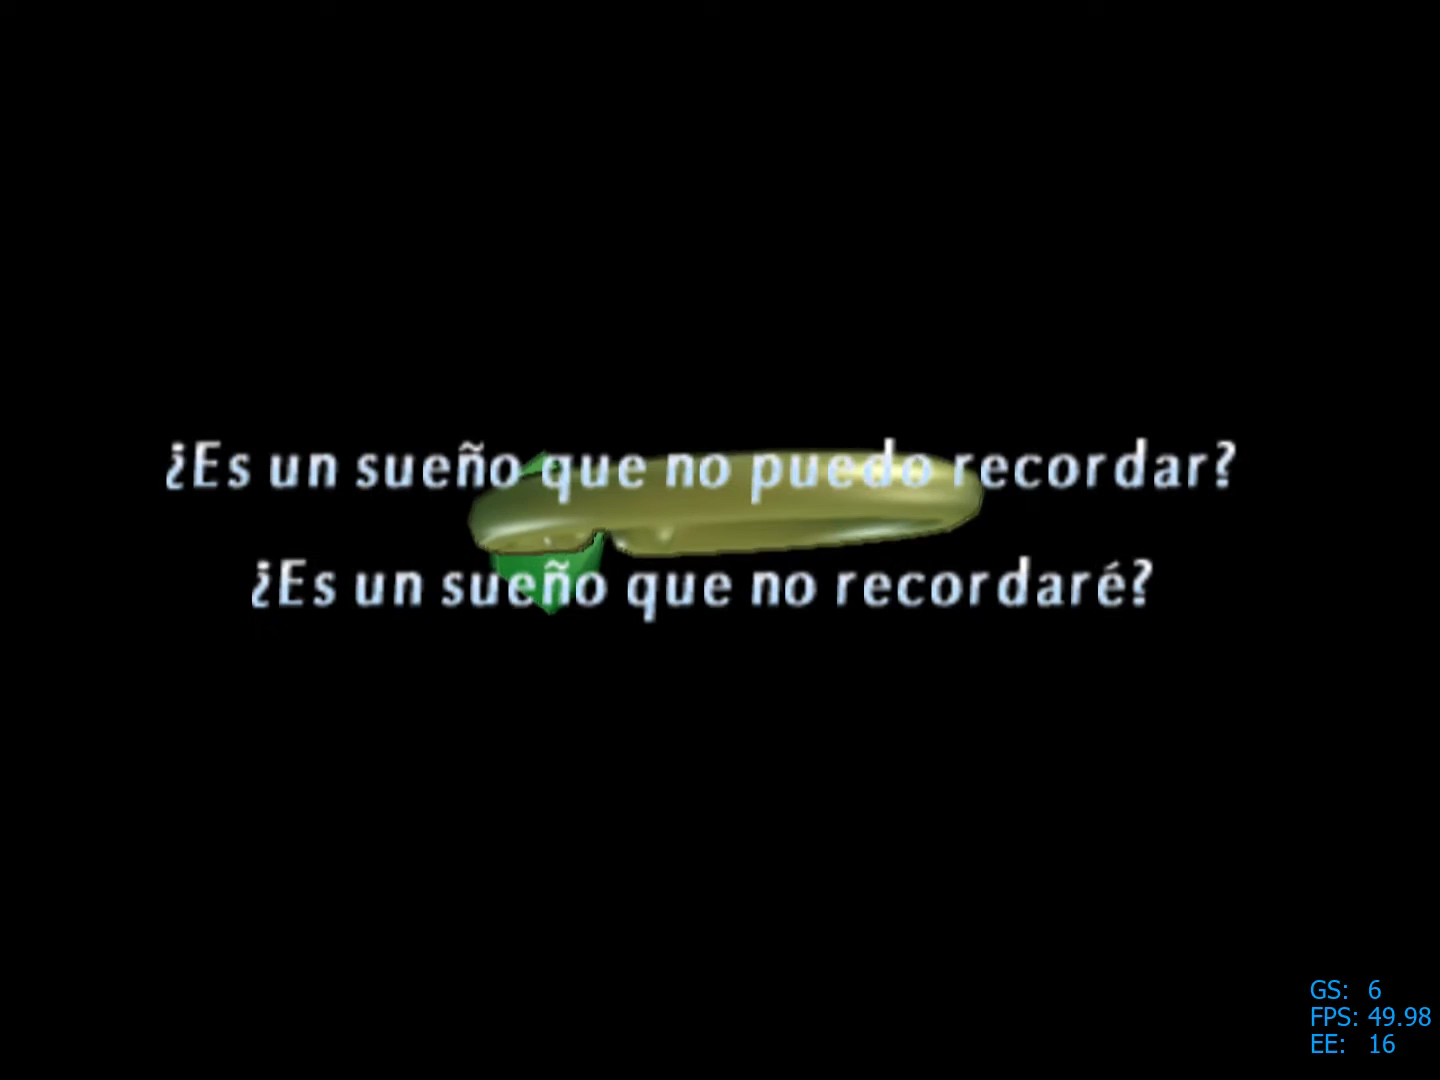 ¿Es un sueño que no puedo recordar?
¿Es un sueño que no recordaré?
GS: 6
FPS: 49.98
EE: 16